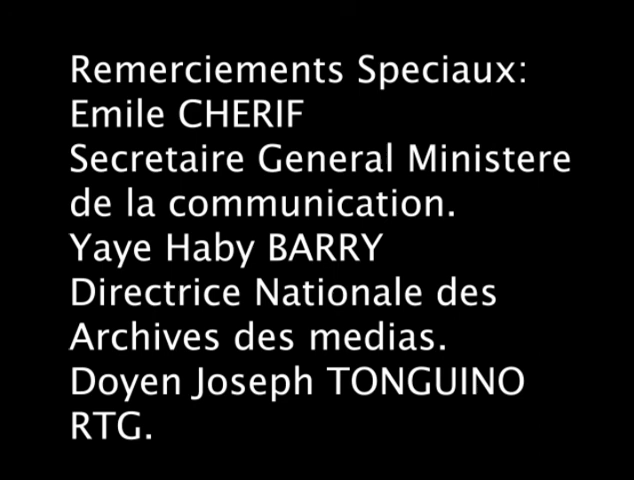 Remerciements Speciaux:
Emile CHERIF
Secretaire General Ministere
de la communication.
Yaye Haby BARRY
Directrice Nationale des
Archives des medias.
Doyen Joseph TONGUINO
RTG.